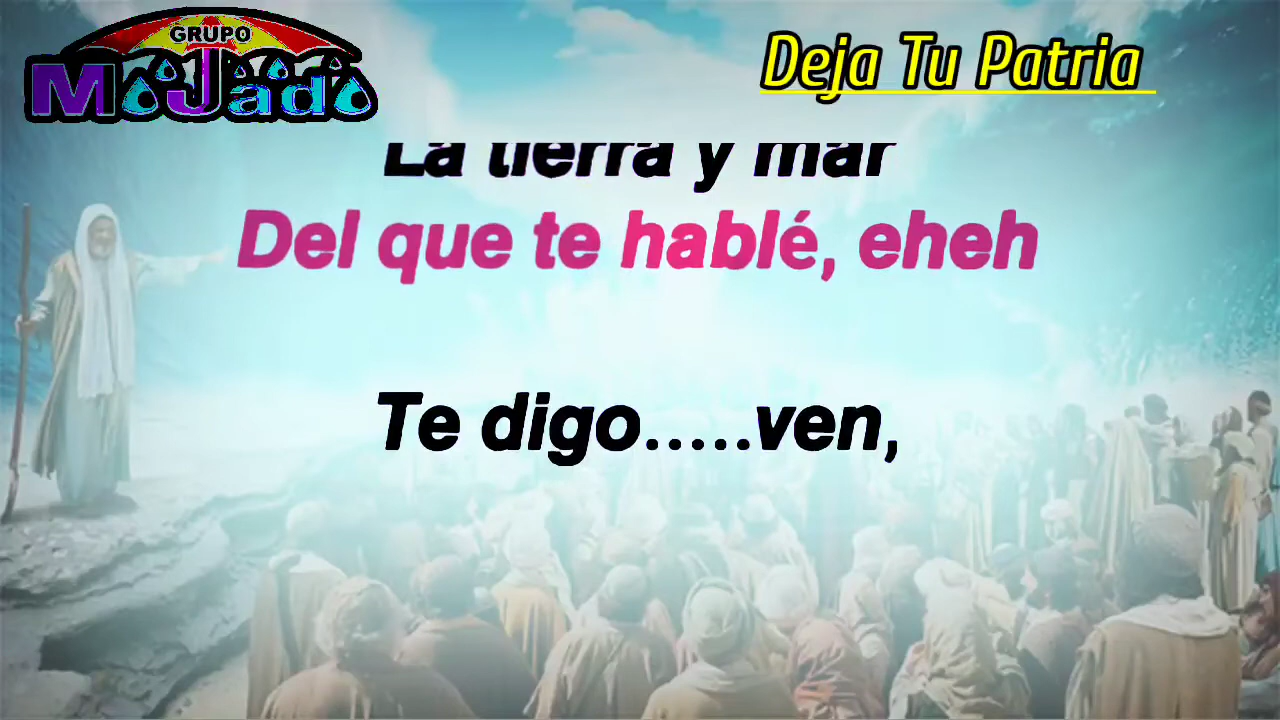 GRUPO
MoJado
Deja Tu Patria
La tierra y mar
Del que te hablé, eheh
Te digo.....ven,